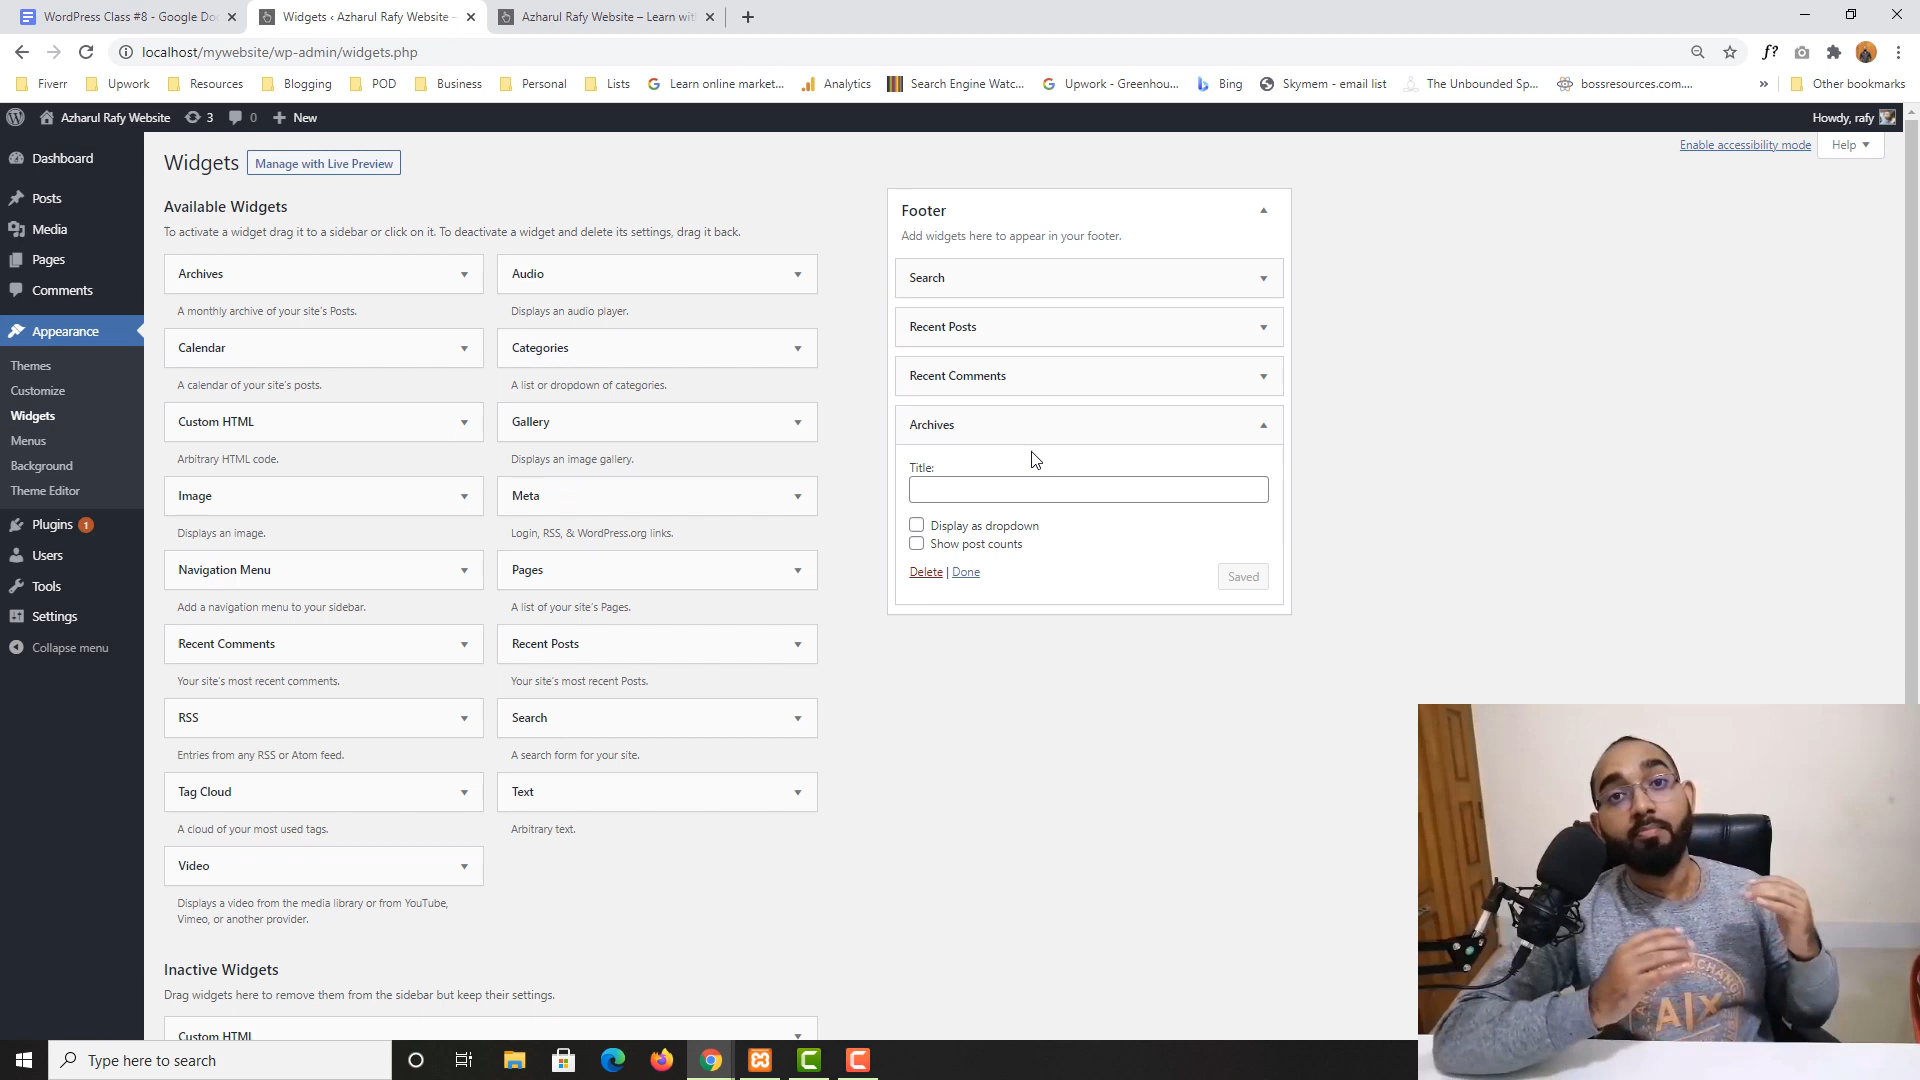 WordPress Class #8 - Google Do
Widgets ‹ Azharul Rafy Website –
Azharul Rafy Website – Learn wit
localhost/mywebsite/wp-admin/widgets.php
f?
Fiverr
Upwork
Resources
Blogging
POD
Business
Personal
Lists
Learn online market...
Analytics
Search Engine Watc...
Upwork - Greenhou...
Bing
Skymem - email list
The Unbounded Sp...
bossresources.com....
»
Other bookmarks
Azharul Rafy Website
3
0
New
Howdy, rafy
Dashboard
Posts
Media
Pages
Comments
Appearance
Themes
Customize
Widgets
Menus
Background
Theme Editor
Plugins 1
Users
Tools
Settings
Collapse menu
Widgets
Manage with Live Preview
Enable accessibility mode
Help
Available Widgets
To activate a widget drag it to a sidebar or click on it. To deactivate a widget and delete its settings, drag it back.
Archives
A monthly archive of your site's Posts.
Audio
Displays an audio player.
Calendar
A calendar of your site's posts.
Categories
A list or dropdown of categories.
Custom HTML
Arbitrary HTML code.
Gallery
Displays an image gallery.
Image
Displays an image.
Meta
Login, RSS, & WordPress.org links.
Navigation Menu
Add a navigation menu to your sidebar.
Pages
A list of your site's Pages.
Recent Comments
Your site's most recent comments.
Recent Posts
Your site's most recent Posts.
RSS
Entries from any RSS or Atom feed.
Search
A search form for your site.
Tag Cloud
A cloud of your most used tags.
Text
Arbitrary text.
Video
Displays a video from the media library or from YouTube,
Vimeo, or another provider.
Inactive Widgets
Drag widgets here to remove them from the sidebar but keep their settings.
Custom HTML
Footer
Add widgets here to appear in your footer.
Search
Recent Posts
Recent Comments
Archives
Title:
Display as dropdown
Show post counts
Delete | Done
Saved
A|X
Type here to search